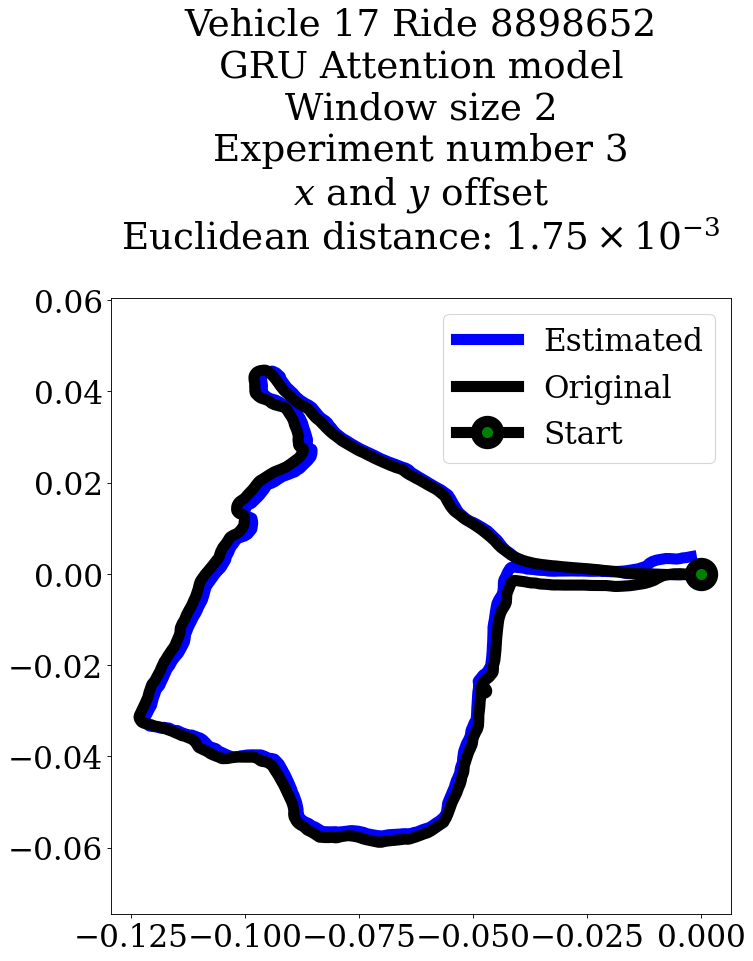 Vehicle 17 Ride 8898652
GRU Attention model
Window size 2
Experiment number 3
x and y offset
Euclidean distance: 1.75 × 10⁻³
Estimated
Original
Start
0.06
0.04
0.02
0.00
−0.02
−0.04
−0.06
−0.125 −0.100 −0.075 −0.050 −0.025 0.000